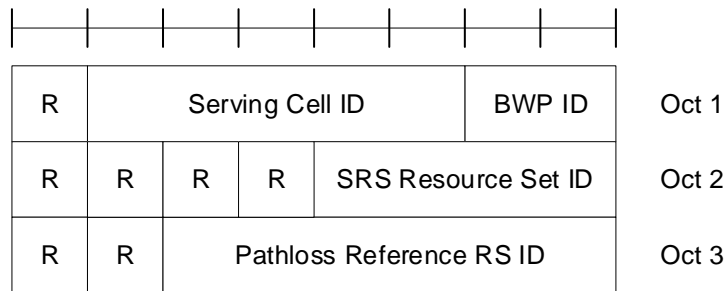 R Serving Cell ID BWP ID Oct 1
R R R R SRS Resource Set ID Oct 2
R R Pathloss Reference RS ID Oct 3